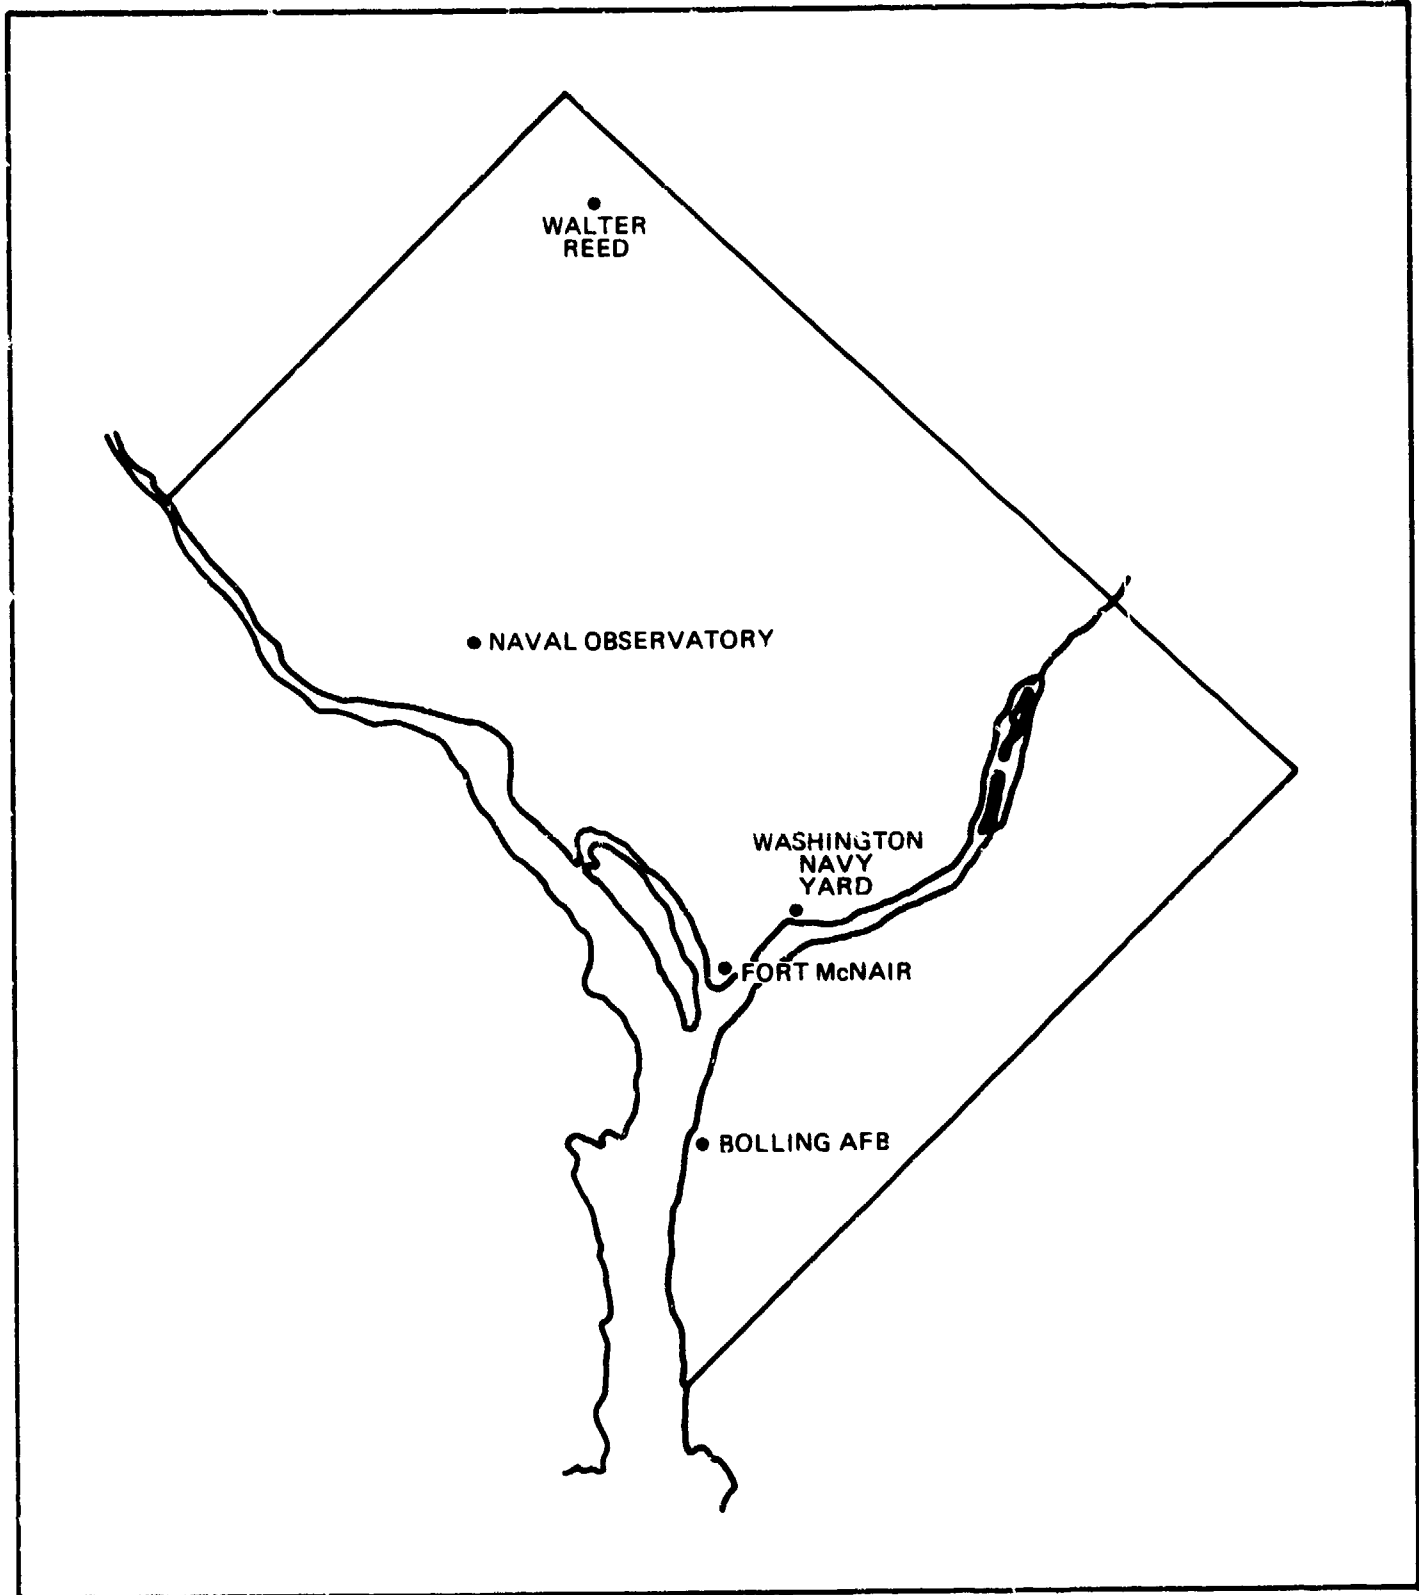 WALTER
REED
NAVAL OBSERVATORY
WASHINGTON
NAVY
YARD
FORT McNAIR
BOLLING AFB